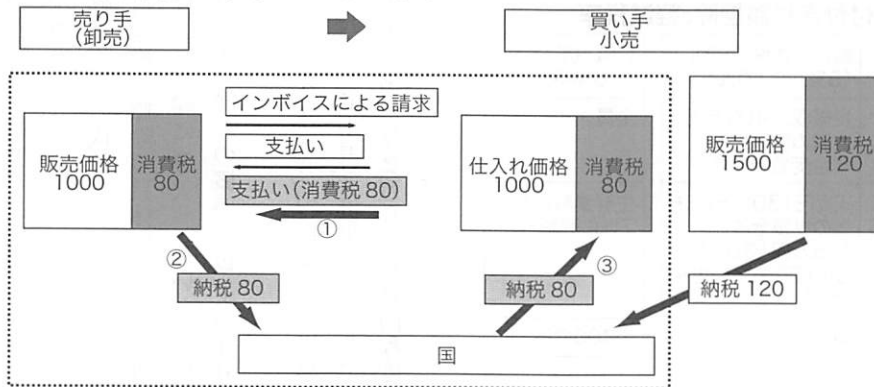 売り手
(卸売)
買い手
小売
インボイスによる請求
支払い
支払い(消費税80)
①
販売価格
1000
消費税
80
仕入れ価格
1000
消費税
80
販売価格
1500
消費税
120
②
納税 80
納税 80
③
納税 120
国